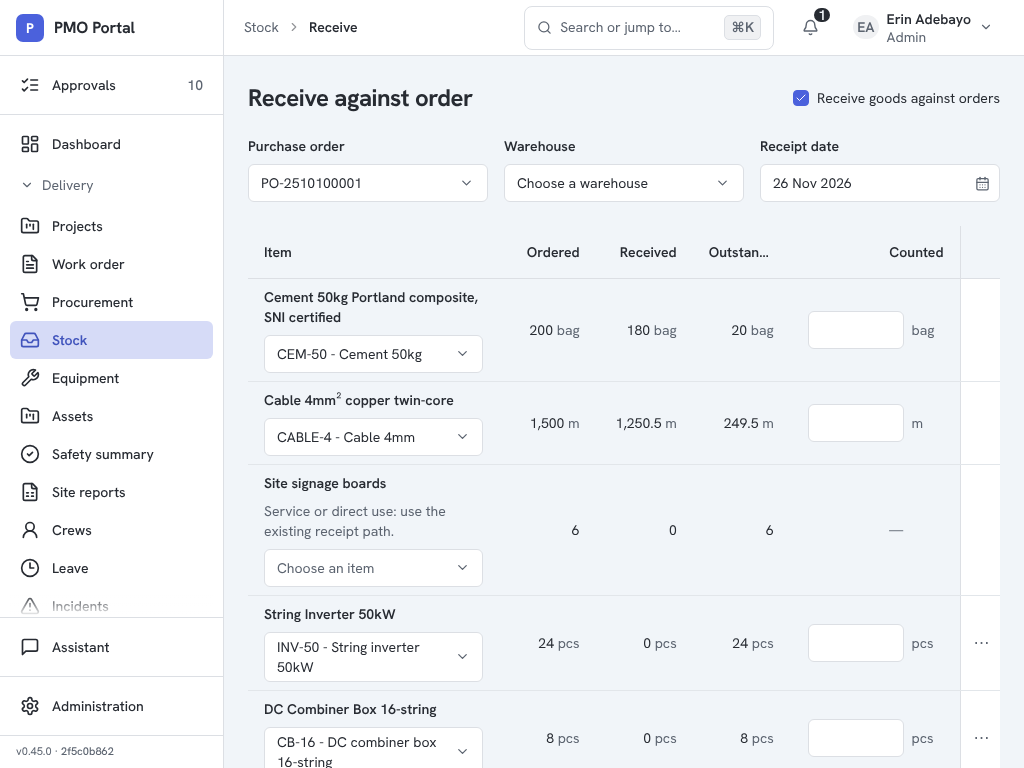 P PMO Portal
Stock > Receive
Search or jump to... ⌘K
1
EA Erin Adebayo
Admin
Approvals 10
Dashboard
Delivery
Projects
Work order
Procurement
Stock
Equipment
Assets
Safety summary
Site reports
Crews
Leave
Incidents
Assistant
Administration
v0.45.0 · 2f5c0b862
Receive against order
Receive goods against orders
Purchase order Warehouse Receipt date
PO-2510100001 Choose a warehouse 26 Nov 2026
Item Ordered Received Outstan... Counted
Cement 50kg Portland composite,
SNI certified
CEM-50 - Cement 50kg
200 bag 180 bag 20 bag bag
Cable 4mm² copper twin-core
CABLE-4 - Cable 4mm
1,500 m 1,250.5 m 249.5 m m
Site signage boards
Service or direct use: use the
existing receipt path.
Choose an item
6 0 6 —
String Inverter 50kW
INV-50 - String inverter
50kW
24 pcs 0 pcs 24 pcs pcs ...
DC Combiner Box 16-string
CB-16 - DC combiner box
16-string
8 pcs 0 pcs 8 pcs pcs ...